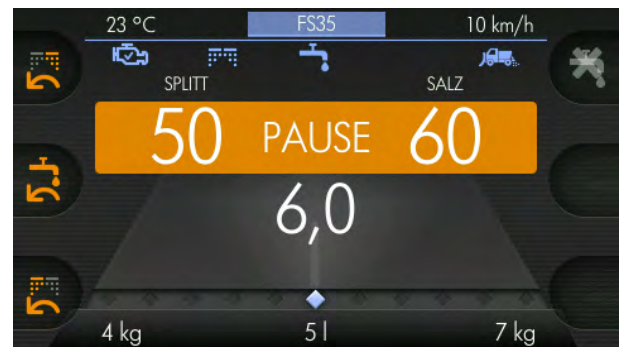 23 °C FS35 10 km/h
SPLITT SALZ
50 PAUSE 60
6,0
4 kg 5 l 7 kg